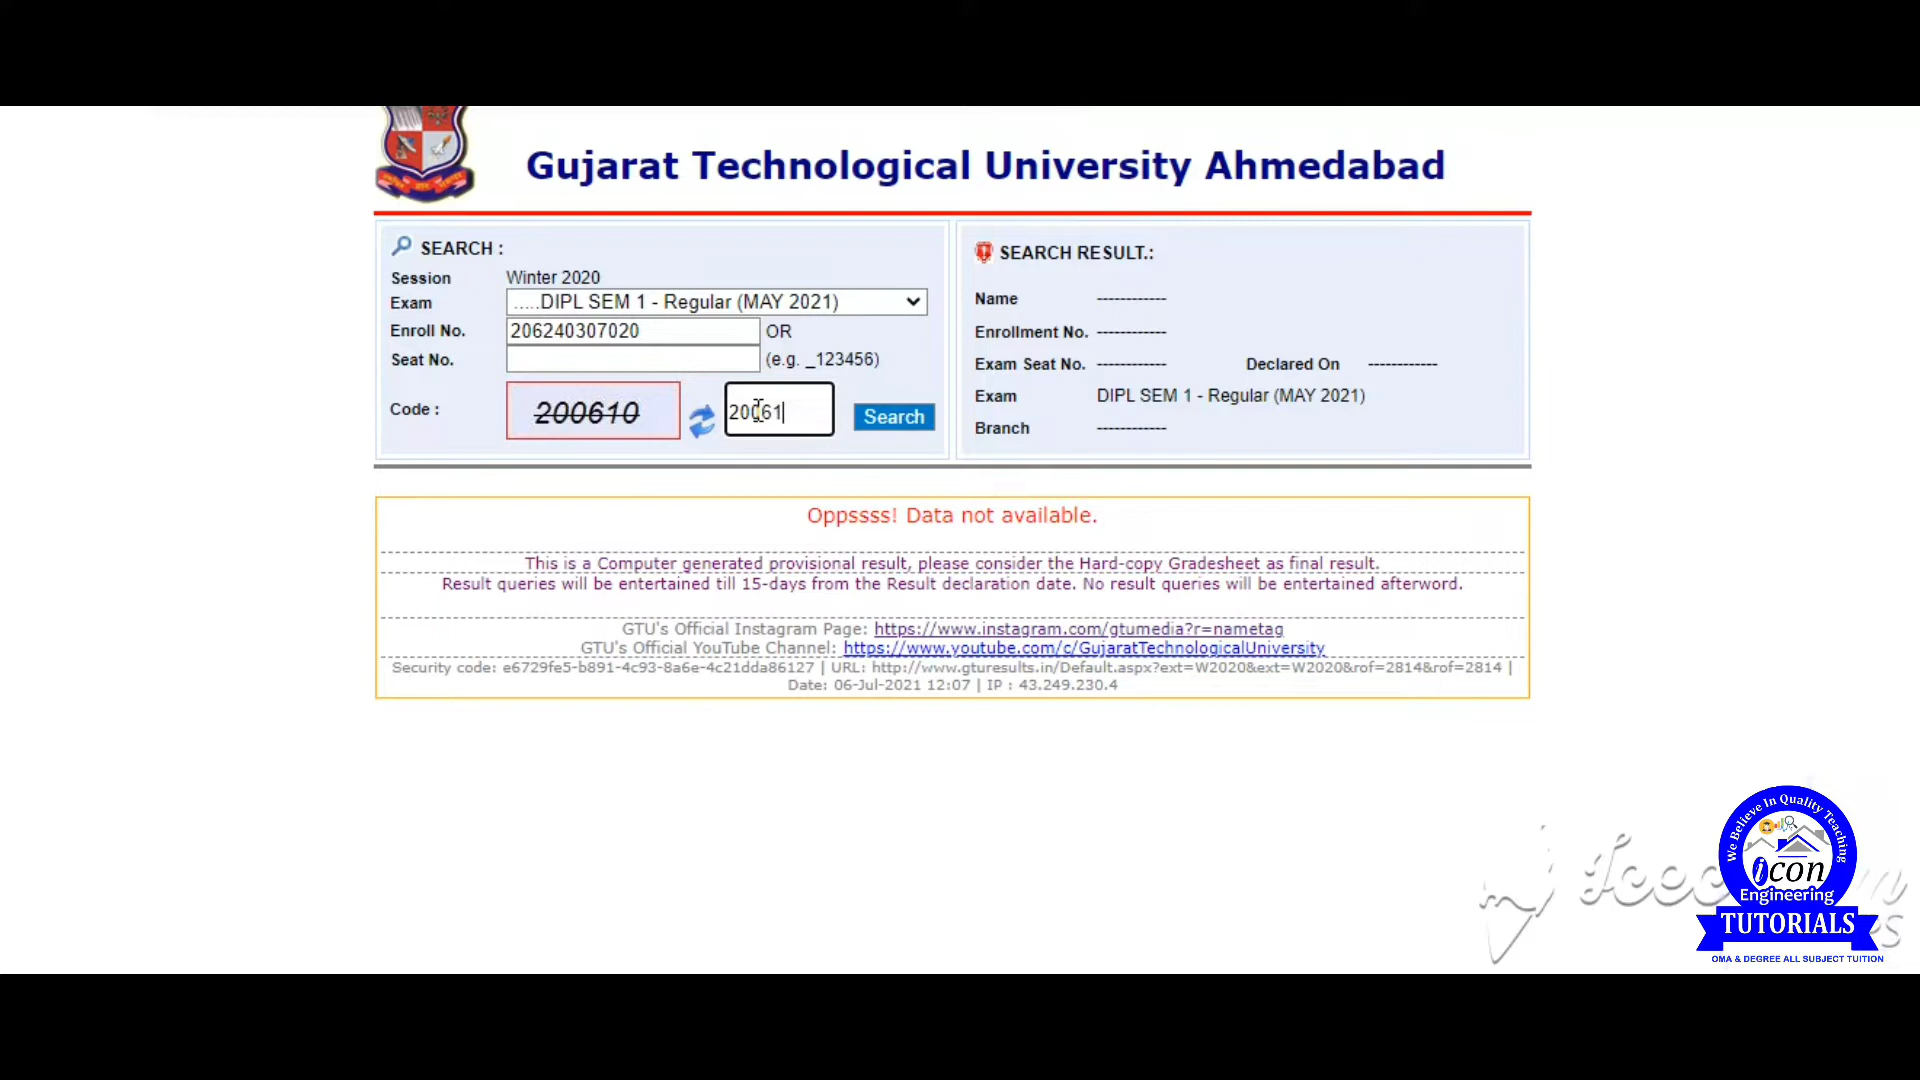 Gujarat Technological University Ahmedabad
SEARCH :
Session Winter 2020
Exam .....DIPL SEM 1 - Regular (MAY 2021)
Enroll No. 206240307020 OR
Seat No. (e.g. _123456)
Code : 200610 20061 Search
SEARCH RESULT.:
Name ------------
Enrollment No. ------------
Exam Seat No. ------------ Declared On ------------
Exam DIPL SEM 1 - Regular (MAY 2021)
Branch ------------
Oppssss! Data not available.
This is a Computer generated provisional result, please consider the Hard-copy Gradesheet as final result.
Result queries will be entertained till 15-days from the Result declaration date. No result queries will be entertained afterword.
GTU's Official Instagram Page: https://www.instagram.com/gtumedia?r=nametag
GTU's Official YouTube Channel: https://www.youtube.com/c/GujaratTechnologicalUniversity
Security code: e6729fe5-b891-4c93-8a6e-4c21dda86127 | URL: http://www.gturesults.in/Default.aspx?ext=W2020&ext=W2020&rof=2814&rof=2814 |
Date: 06-Jul-2021 12:07 | IP : 43.249.230.4
We Believe In Quality Teaching
icon
Engineering
TUTORIALS
OMA & DEGREE ALL SUBJECT TUITION